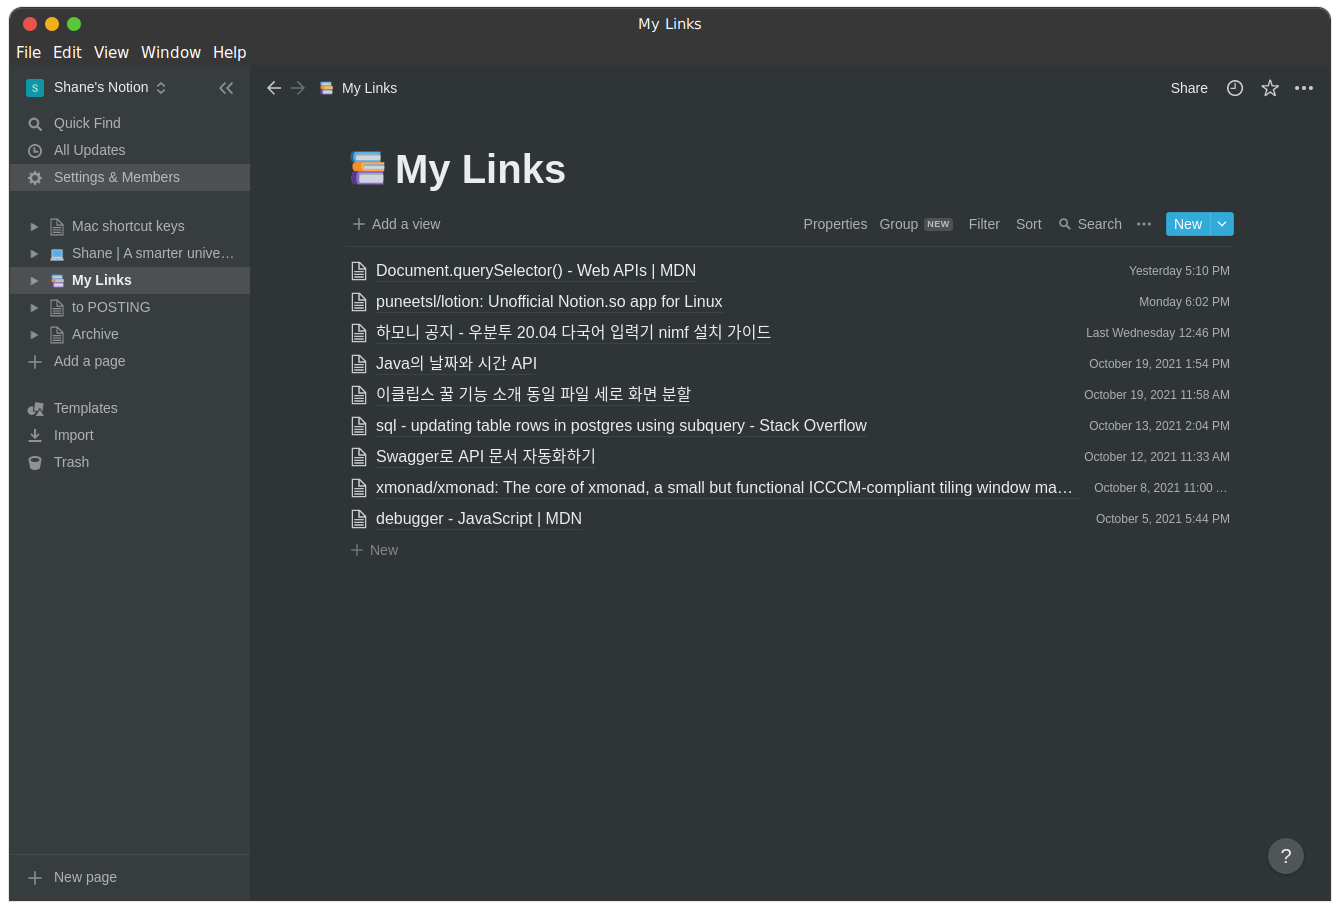 My Links
File Edit View Window Help
S Shane's Notion
My Links
Share
Quick Find
All Updates
Settings & Members
Mac shortcut keys
Shane | A smarter unive…
My Links
to POSTING
Archive
Add a page
Templates
Import
Trash
New page
My Links
Add a view
Properties Group NEW Filter Sort Search New
Document.querySelector() - Web APIs | MDN Yesterday 5:10 PM
puneetsl/lotion: Unofficial Notion.so app for Linux Monday 6:02 PM
하모니 공지 - 우분투 20.04 다국어 입력기 nimf 설치 가이드 Last Wednesday 12:46 PM
Java의 날짜와 시간 API October 19, 2021 1:54 PM
이클립스 꿀 기능 소개 동일 파일 세로 화면 분할 October 19, 2021 11:58 AM
sql - updating table rows in postgres using subquery - Stack Overflow October 13, 2021 2:04 PM
Swagger로 API 문서 자동화하기 October 12, 2021 11:33 AM
xmonad/xmonad: The core of xmonad, a small but functional ICCCM-compliant tiling window ma… October 8, 2021 11:00 …
debugger - JavaScript | MDN October 5, 2021 5:44 PM
New
?